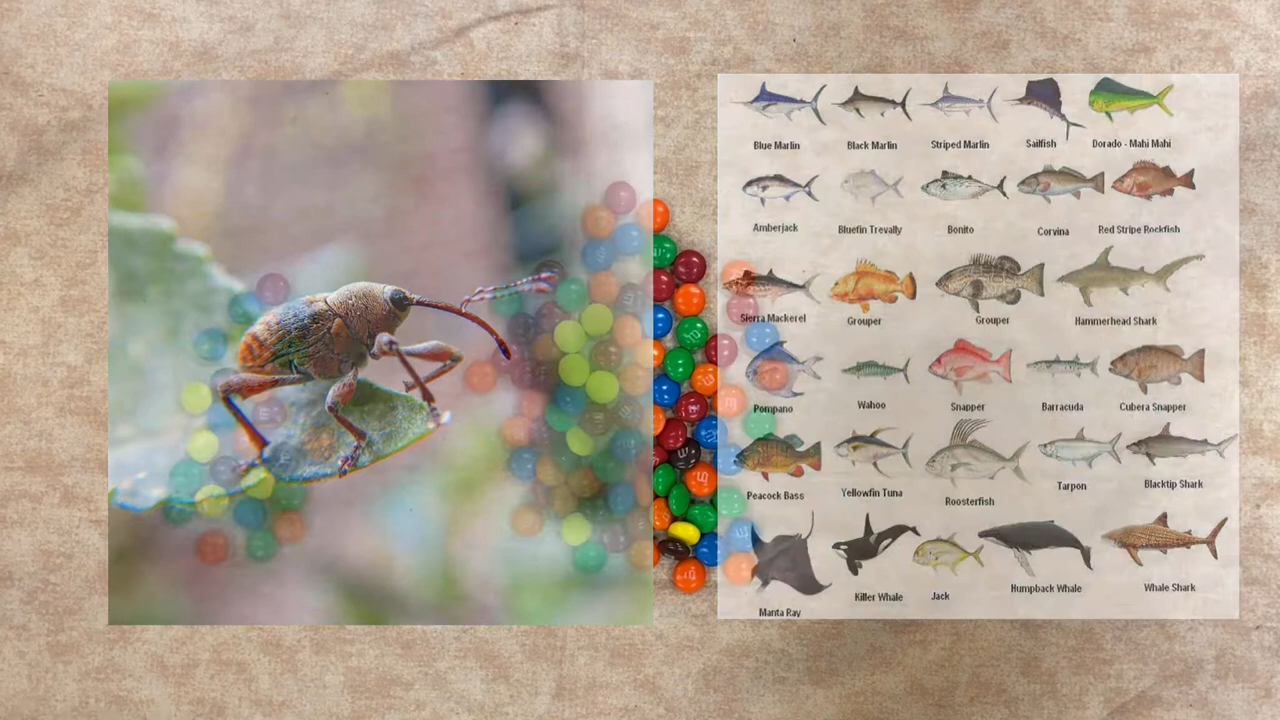 Blue Marlin Black Marlin Striped Marlin Sailfish Dorado - Mahi Mahi
Amberjack Bluefin Trevally Bonito Corvina Red Stripe Rockfish
Sierra Mackerel Grouper Grouper Hammerhead Shark
Pompano Wahoo Snapper Barracuda Cubera Snapper
Peacock Bass Yellowfin Tuna Roosterfish Tarpon Blacktip Shark
Manta Ray Killer Whale Jack Humpback Whale Whale Shark